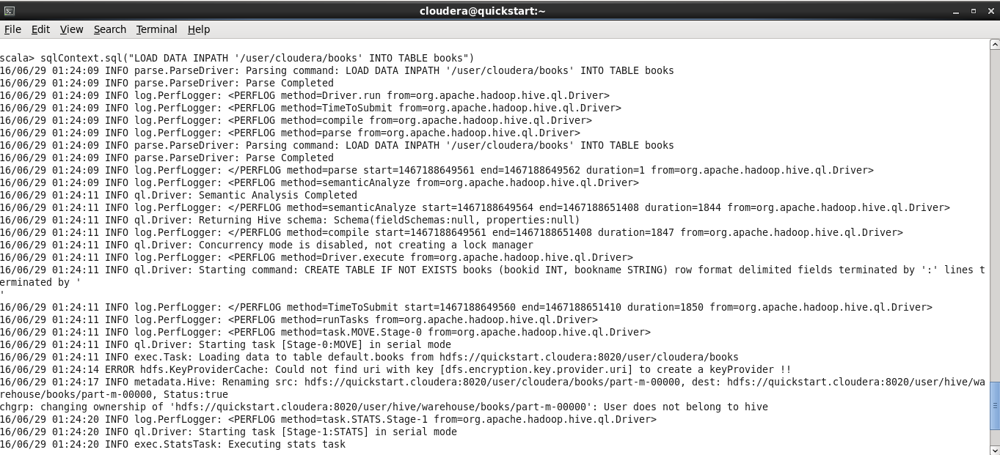 cloudera@quickstart:~
File Edit View Search Terminal Help
scala> sqlContext.sql("LOAD DATA INPATH '/user/cloudera/books' INTO TABLE books")
16/06/29 01:24:09 INFO parse.ParseDriver: Parsing command: LOAD DATA INPATH '/user/cloudera/books' INTO TABLE books
16/06/29 01:24:09 INFO parse.ParseDriver: Parse Completed
16/06/29 01:24:09 INFO log.PerfLogger: <PERFLOG method=Driver.run from=org.apache.hadoop.hive.ql.Driver>
16/06/29 01:24:09 INFO log.PerfLogger: <PERFLOG method=TimeToSubmit from=org.apache.hadoop.hive.ql.Driver>
16/06/29 01:24:09 INFO log.PerfLogger: <PERFLOG method=compile from=org.apache.hadoop.hive.ql.Driver>
16/06/29 01:24:09 INFO log.PerfLogger: <PERFLOG method=parse from=org.apache.hadoop.hive.ql.Driver>
16/06/29 01:24:09 INFO parse.ParseDriver: Parsing command: LOAD DATA INPATH '/user/cloudera/books' INTO TABLE books
16/06/29 01:24:09 INFO parse.ParseDriver: Parse Completed
16/06/29 01:24:09 INFO log.PerfLogger: </PERFLOG method=parse start=1467188649561 end=1467188649562 duration=1 from=org.apache.hadoop.hive.ql.Driver>
16/06/29 01:24:09 INFO log.PerfLogger: <PERFLOG method=semanticAnalyze from=org.apache.hadoop.hive.ql.Driver>
16/06/29 01:24:11 INFO ql.Driver: Semantic Analysis Completed
16/06/29 01:24:11 INFO log.PerfLogger: </PERFLOG method=semanticAnalyze start=1467188649564 end=1467188651408 duration=1844 from=org.apache.hadoop.hive.ql.Driver>
16/06/29 01:24:11 INFO ql.Driver: Returning Hive schema: Schema(fieldSchemas:null, properties:null)
16/06/29 01:24:11 INFO log.PerfLogger: </PERFLOG method=compile start=1467188649561 end=1467188651408 duration=1847 from=org.apache.hadoop.hive.ql.Driver>
16/06/29 01:24:11 INFO ql.Driver: Concurrency mode is disabled, not creating a lock manager
16/06/29 01:24:11 INFO log.PerfLogger: <PERFLOG method=Driver.execute from=org.apache.hadoop.hive.ql.Driver>
16/06/29 01:24:11 INFO ql.Driver: Starting command: CREATE TABLE IF NOT EXISTS books (bookid INT, bookname STRING) row format delimited fields terminated by ':' lines t
erminated by '
'
16/06/29 01:24:11 INFO log.PerfLogger: </PERFLOG method=TimeToSubmit start=1467188649560 end=1467188651410 duration=1850 from=org.apache.hadoop.hive.ql.Driver>
16/06/29 01:24:11 INFO log.PerfLogger: <PERFLOG method=runTasks from=org.apache.hadoop.hive.ql.Driver>
16/06/29 01:24:11 INFO log.PerfLogger: <PERFLOG method=task.MOVE.Stage-0 from=org.apache.hadoop.hive.ql.Driver>
16/06/29 01:24:11 INFO ql.Driver: Starting task [Stage-0:MOVE] in serial mode
16/06/29 01:24:11 INFO exec.Task: Loading data to table default.books from hdfs://quickstart.cloudera:8020/user/cloudera/books
16/06/29 01:24:14 ERROR hdfs.KeyProviderCache: Could not find uri with key [dfs.encryption.key.provider.uri] to create a keyProvider !!
16/06/29 01:24:17 INFO metadata.Hive: Renaming src: hdfs://quickstart.cloudera:8020/user/cloudera/books/part-m-00000, dest: hdfs://quickstart.cloudera:8020/user/hive/wa
rehouse/books/part-m-00000, Status:true
chgrp: changing ownership of 'hdfs://quickstart.cloudera:8020/user/hive/warehouse/books/part-m-00000': User does not belong to hive
16/06/29 01:24:20 INFO log.PerfLogger: <PERFLOG method=task.STATS.Stage-1 from=org.apache.hadoop.hive.ql.Driver>
16/06/29 01:24:20 INFO ql.Driver: Starting task [Stage-1:STATS] in serial mode
16/06/29 01:24:20 INFO exec.StatsTask: Executing stats task